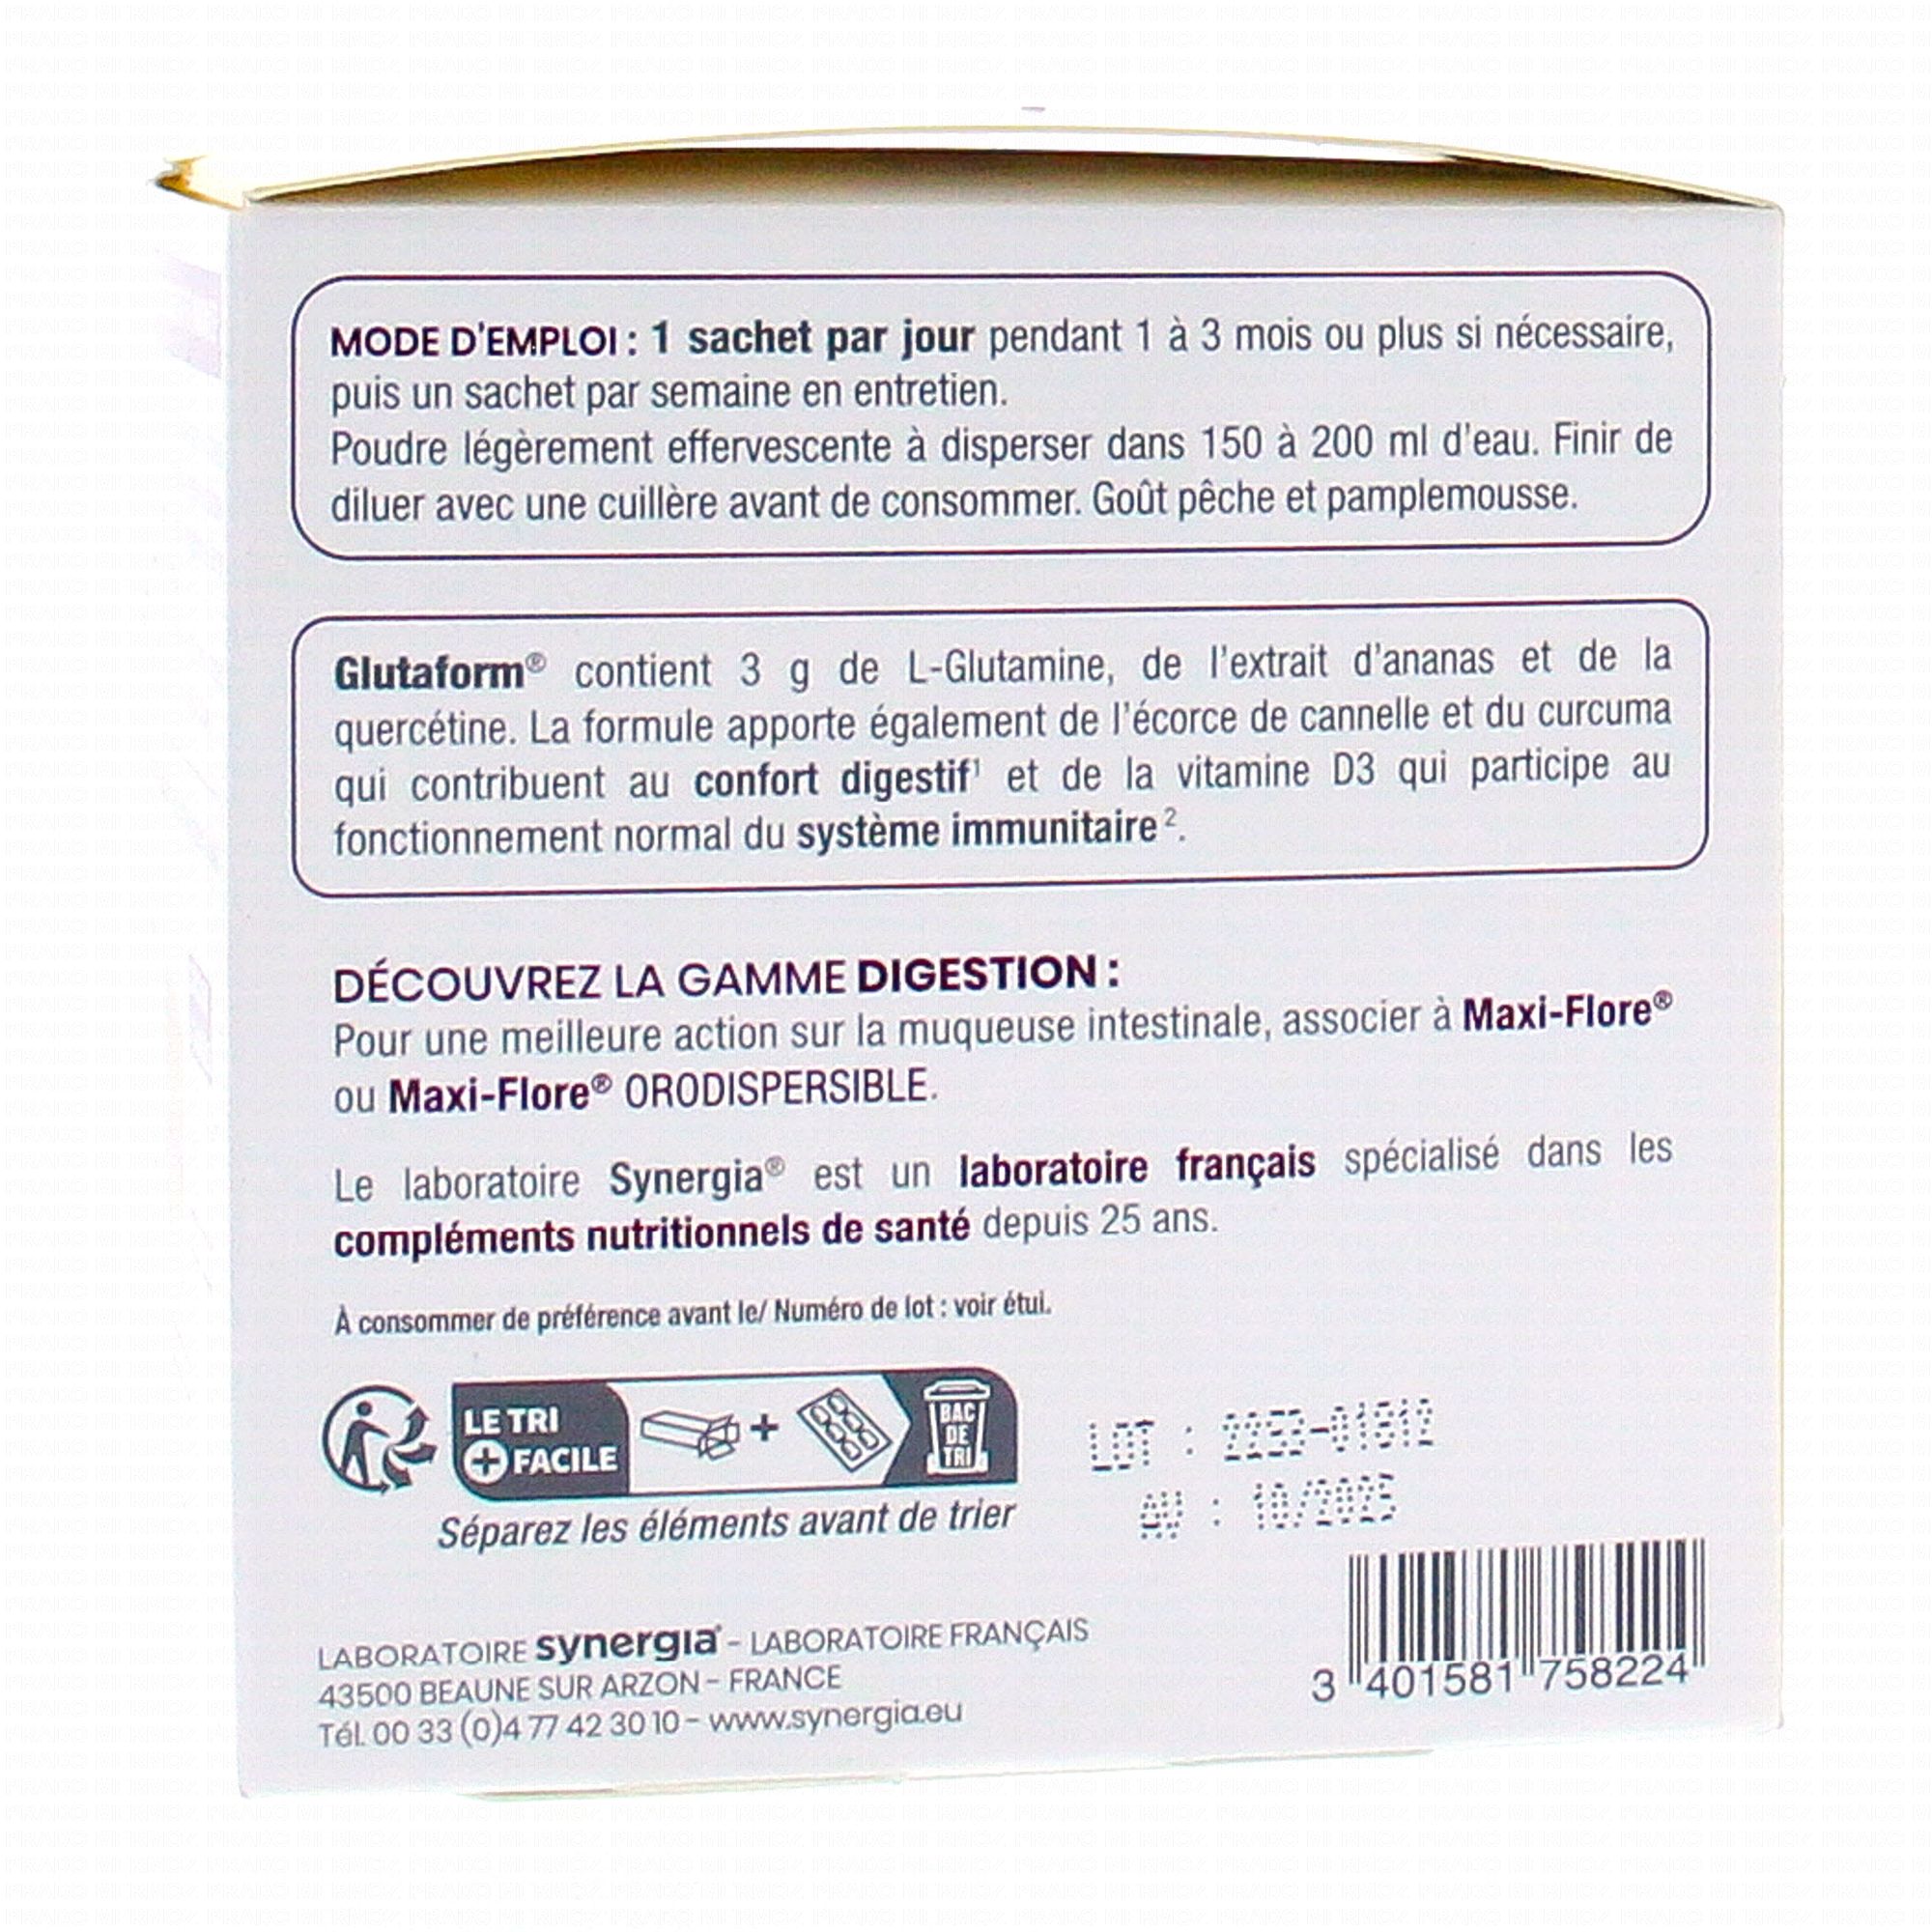 MODE D'EMPLOI : 1 sachet par jour pendant 1 à 3 mois ou plus si nécessaire,
puis un sachet par semaine en entretien.
Poudre légèrement effervescente à disperser dans 150 à 200 ml d'eau. Finir de
diluer avec une cuillère avant de consommer. Goût pêche et pamplemousse.
Glutaform® contient 3 g de L-Glutamine, de l'extrait d'ananas et de la
quercétine. La formule apporte également de l'écorce de cannelle et du curcuma
qui contribuent au confort digestif¹ et de la vitamine D3 qui participe au
fonctionnement normal du système immunitaire².
DÉCOUVREZ LA GAMME DIGESTION :
Pour une meilleure action sur la muqueuse intestinale, associer à Maxi-Flore®
ou Maxi-Flore® ORODISPERSIBLE.
Le laboratoire Synergia® est un laboratoire français spécialisé dans les
compléments nutritionnels de santé depuis 25 ans.
À consommer de préférence avant le/ Numéro de lot : voir étui.
LE TRI
+ FACILE
+
BAC
DE
TRI
Séparez les éléments avant de trier
LOT :
10/2025
LABORATOIRE synergia® - LABORATOIRE FRANÇAIS
43500 BEAUNE SUR ARZON - FRANCE
Tél. 00 33 (0)4 77 42 30 10 - www.synergia.eu
3 401581 758224